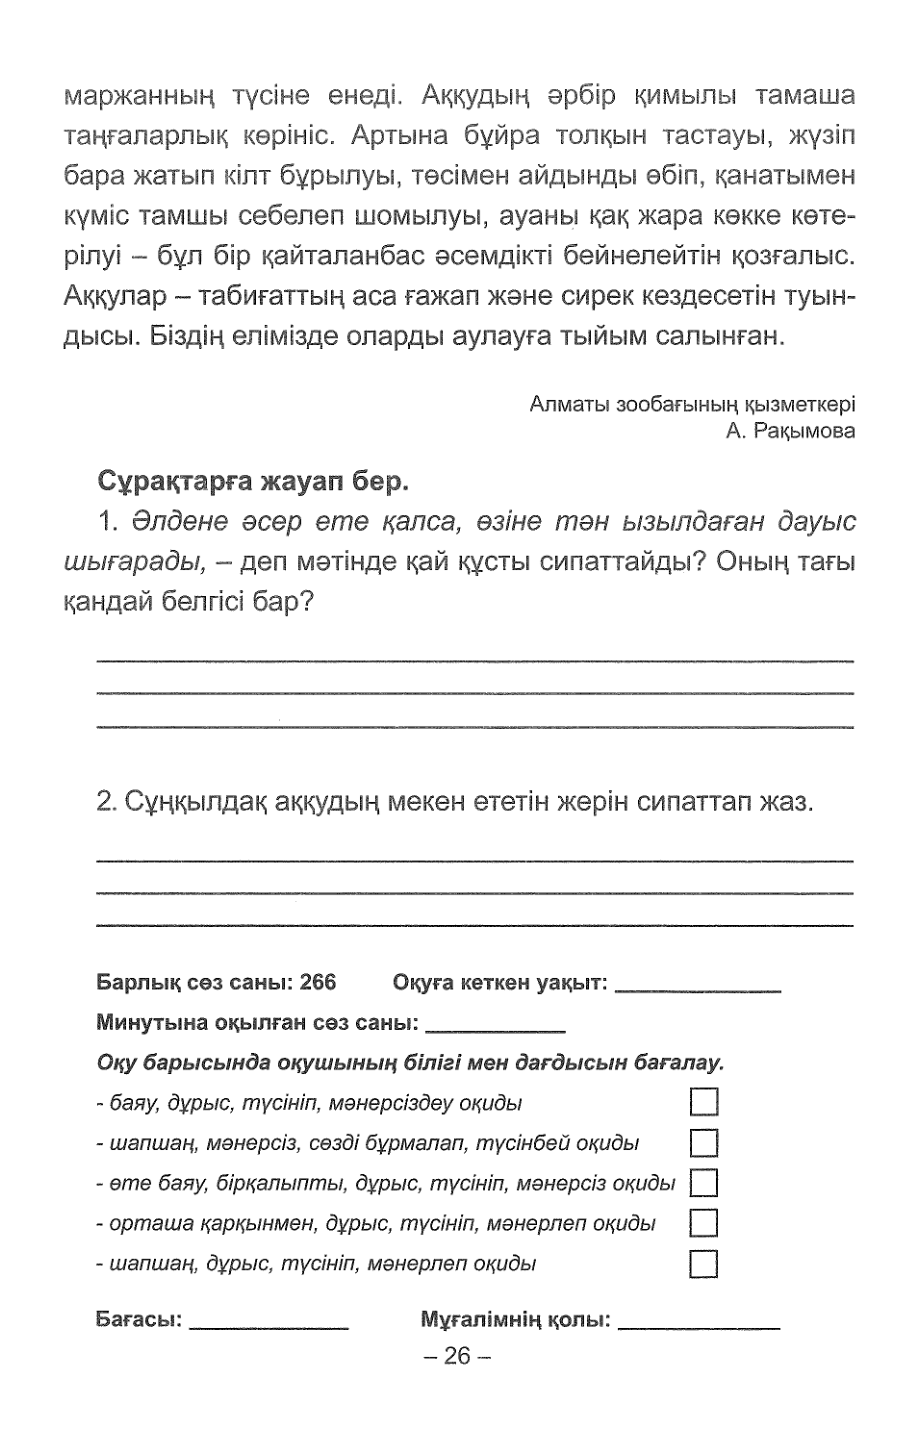 маржанның түсіне енеді. Аққудың әрбір қимылы тамаша
таңғаларлық көрініс. Артына бұйра толқын тастауы, жүзіп
бара жатып кілт бұрылуы, төсімен айдынды өбіп, қанатымен
күміс тамшы себелеп шомылуы, ауаны қақ жара көкке көте-
рілуі – бұл бір қайталанбас әсемдікті бейнелейтін қозғалыс.
Аққулар – табиғаттың аса ғажап және сирек кездесетін туын-
дысы. Біздің елімізде оларды аулауға тыйым салынған.
Алматы зообағының қызметкері
А. Рақымова
Сұрақтарға жауап бер.
1. Әлдене әсер ете қалса, өзіне тән ызылдаған дауыс
шығарады, – деп мәтінде қай құсты сипаттайды? Оның тағы
қандай белгісі бар?
2. Сұңқылдақ аққудың мекен ететін жерін сипаттап жаз.
Барлық сөз саны: 266 Оқуға кеткен уақыт: ____________
Минутына оқылған сөз саны: __________
Оқу барысында оқушының білігі мен дағдысын бағалау.
- баяу, дұрыс, түсініп, мәнерсіздеу оқиды
- шапшаң, мәнерсіз, сөзді бұрмалап, түсінбей оқиды
- өте баяу, бірқалыпты, дұрыс, түсініп, мәнерсіз оқиды
- орташа қарқынмен, дұрыс, түсініп, мәнерлеп оқиды
- шапшаң, дұрыс, түсініп, мәнерлеп оқиды
Бағасы: ____________ Мұғалімнің қолы: ____________
– 26 –